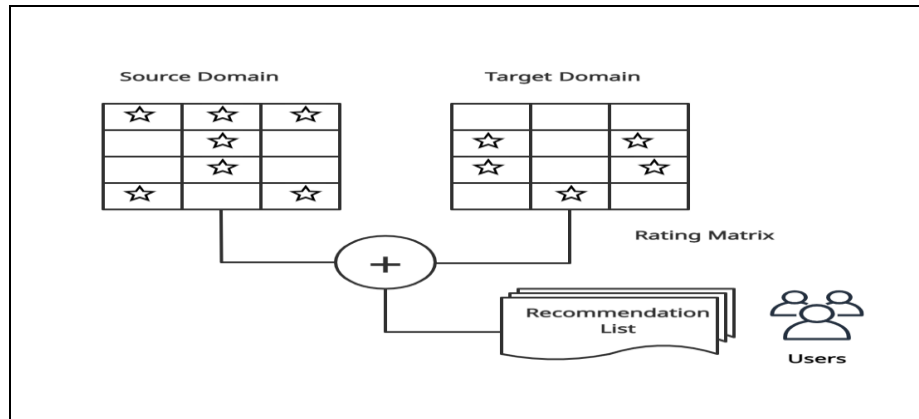 Source Domain
Target Domain
+
Rating Matrix
Recommendation
List
Users